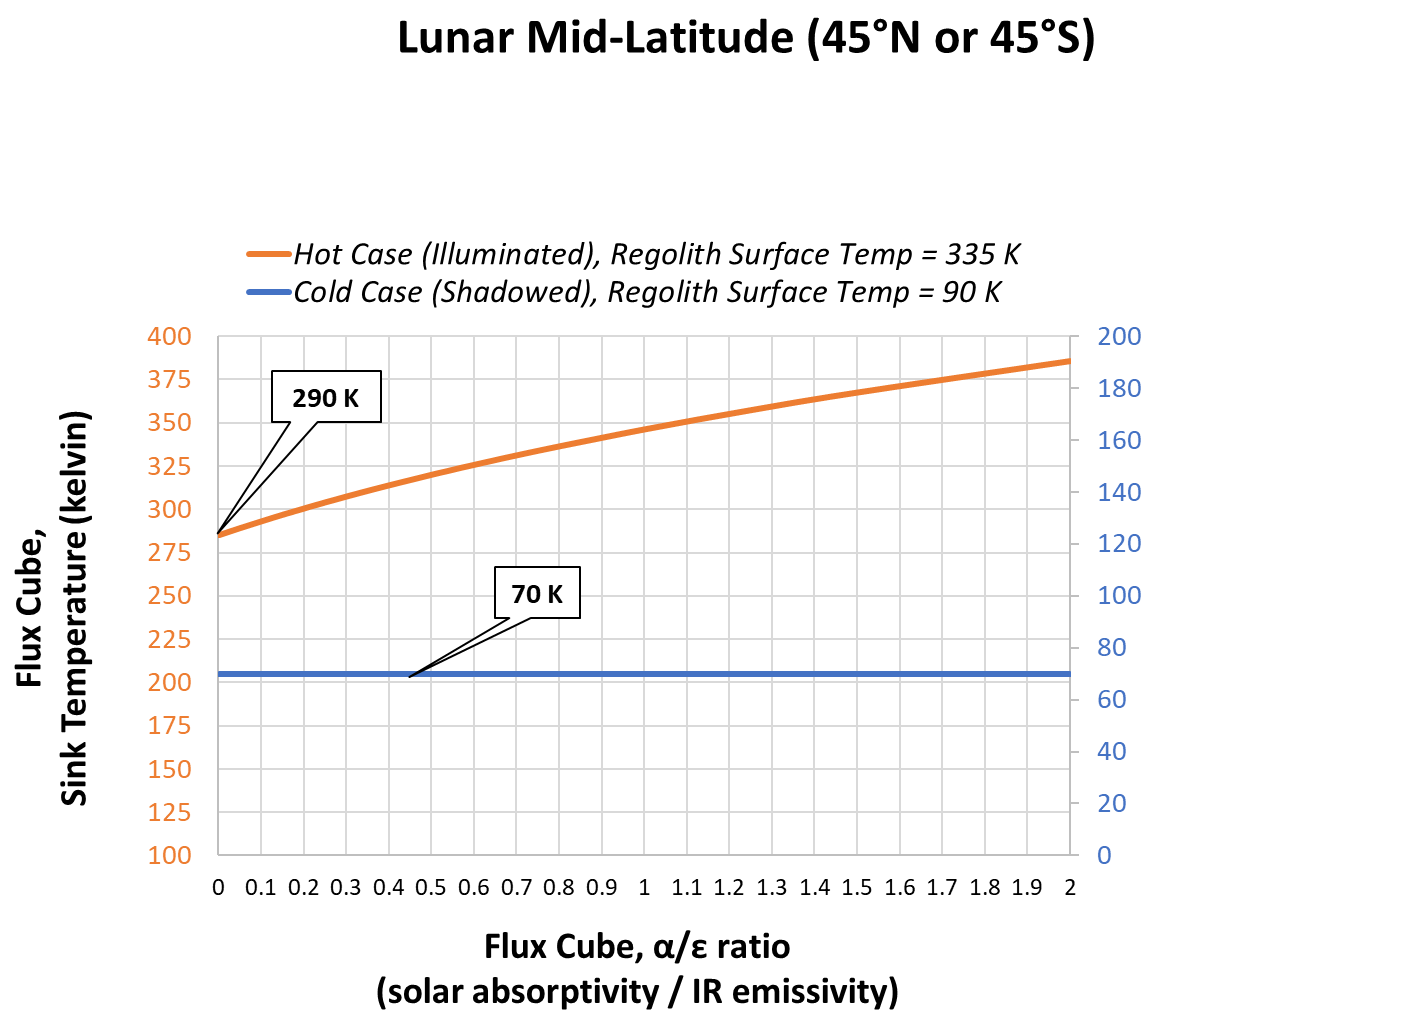 Lunar Mid-Latitude (45°N or 45°S)
Hot Case (Illuminated), Regolith Surface Temp = 335 K
Cold Case (Shadowed), Regolith Surface Temp = 90 K
Flux Cube,
Sink Temperature (kelvin)
400
375
350
325
300
275
250
225
200
175
150
125
100
290 K
70 K
200
180
160
140
120
100
80
60
40
20
0
0 0.1 0.2 0.3 0.4 0.5 0.6 0.7 0.8 0.9 1 1.1 1.2 1.3 1.4 1.5 1.6 1.7 1.8 1.9 2
Flux Cube, α/ε ratio
(solar absorptivity / IR emissivity)